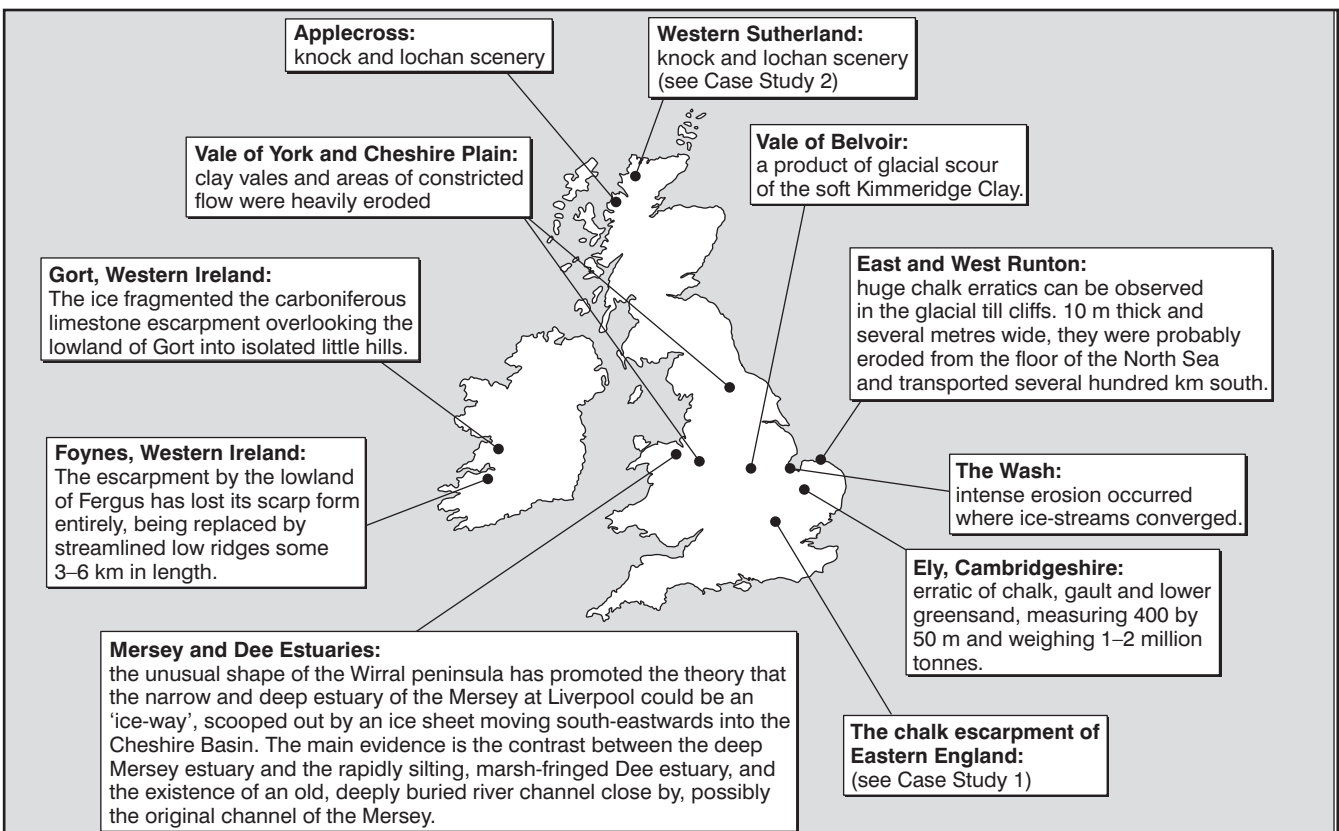 Applecross:
knock and lochan scenery
Western Sutherland:
knock and lochan scenery
(see Case Study 2)
Vale of York and Cheshire Plain:
clay vales and areas of constricted
flow were heavily eroded
Vale of Belvoir:
a product of glacial scour
of the soft Kimmeridge Clay.
Gort, Western Ireland:
The ice fragmented the carboniferous
limestone escarpment overlooking the
lowland of Gort into isolated little hills.
East and West Runton:
huge chalk erratics can be observed
in the glacial till cliffs. 10 m thick and
several metres wide, they were probably
eroded from the floor of the North Sea
and transported several hundred km south.
Foynes, Western Ireland:
The escarpment by the lowland
of Fergus has lost its scarp form
entirely, being replaced by
streamlined low ridges some
3–6 km in length.
The Wash:
intense erosion occurred
where ice-streams converged.
Ely, Cambridgeshire:
erratic of chalk, gault and lower
greensand, measuring 400 by
50 m and weighing 1–2 million
tonnes.
Mersey and Dee Estuaries:
the unusual shape of the Wirral peninsula has promoted the theory that
the narrow and deep estuary of the Mersey at Liverpool could be an
‘ice-way’, scooped out by an ice sheet moving south-eastwards into the
Cheshire Basin. The main evidence is the contrast between the deep
Mersey estuary and the rapidly silting, marsh-fringed Dee estuary, and
the existence of an old, deeply buried river channel close by, possibly
the original channel of the Mersey.
The chalk escarpment of
Eastern England:
(see Case Study 1)